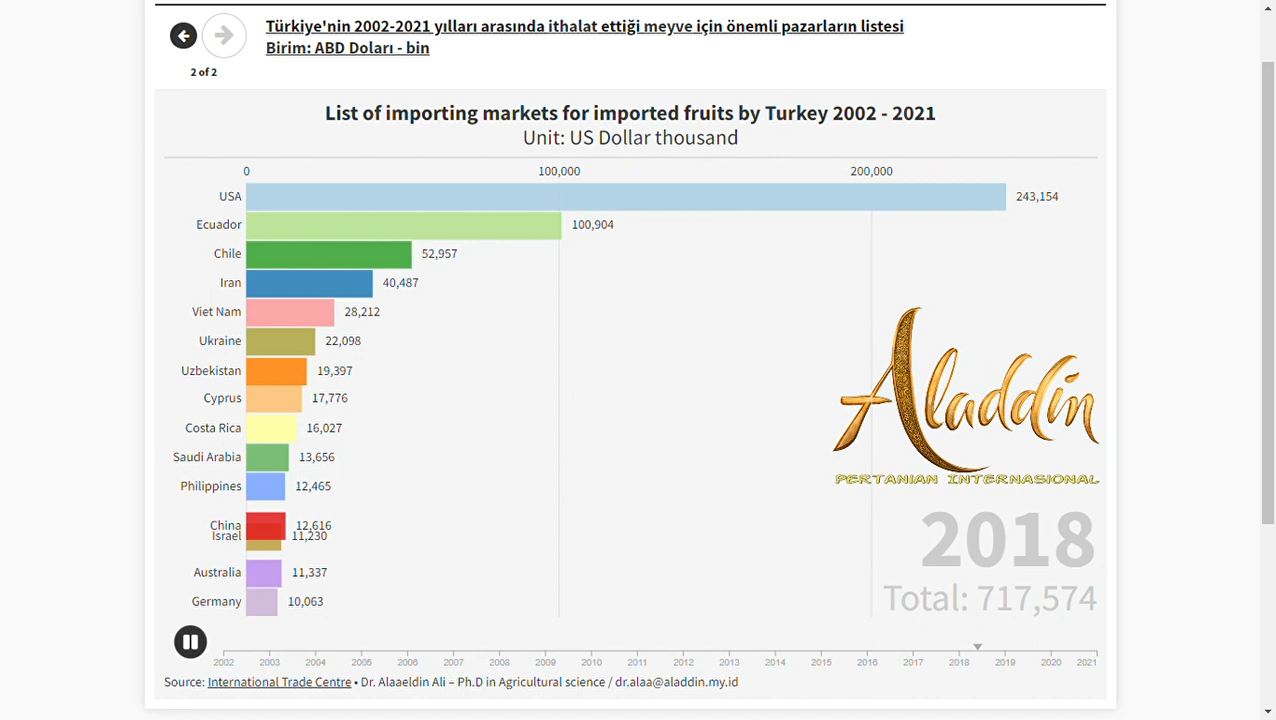 Türkiye'nin 2002-2021 yılları arasında ithalat ettiği meyve için önemli pazarların listesi
Birim: ABD Doları - bin
2 of 2
List of importing markets for imported fruits by Turkey 2002 - 2021
Unit: US Dollar thousand
0 100,000 200,000
USA 243,154
Ecuador 100,904
Chile 52,957
Iran 40,487
Viet Nam 28,212
Ukraine 22,098
Uzbekistan 19,397
Cyprus 17,776
Costa Rica 16,027
Saudi Arabia 13,656
Philippines 12,465
China 12,616
Israel 11,230
Australia 11,337
Germany 10,063
Aladdin
PERTANIAN INTERNASIONAL
2018
Total: 717,574
2002 2003 2004 2005 2006 2007 2008 2009 2010 2011 2012 2013 2014 2015 2016 2017 2018 2019 2020 2021
Source: International Trade Centre • Dr. Alaaeldin Ali – Ph.D in Agricultural science / dr.alaa@aladdin.my.id